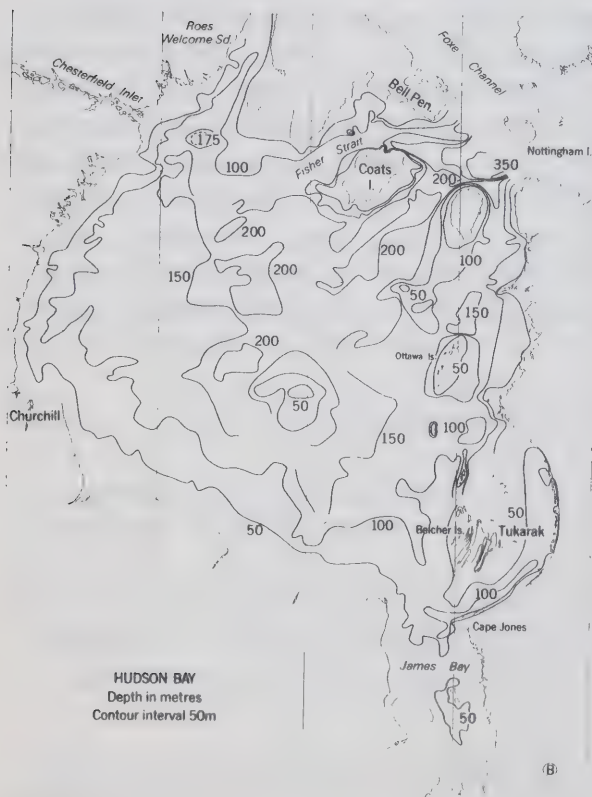 Roes
Welcome Sd.
Foxe
Channel
Chesterfield Inlet
Bell Pen.
175
Fisher Strait
Nottingham I.
100
Coats
I.
200
350
200
200
100
150
200
50
150
200
Ottawa Is.
50
50
Churchill
150
100
50
50
100
Belcher Is.
Tukarak
100
Cape Jones
James Bay
HUDSON BAY
Depth in metres
Contour interval 50m
50
(B)